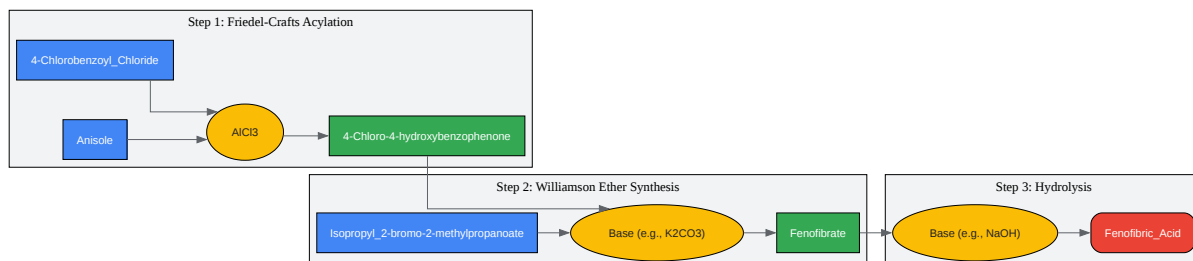 Step 1: Friedel-Crafts Acylation
4-Chlorobenzoyl_Chloride
Anisole
AlCl3
4-Chloro-4-hydroxybenzophenone
Step 2: Williamson Ether Synthesis
Isopropyl_2-bromo-2-methylpropanoate
Base (e.g., K2CO3)
Fenofibrate
Step 3: Hydrolysis
Base (e.g., NaOH)
Fenofibric_Acid